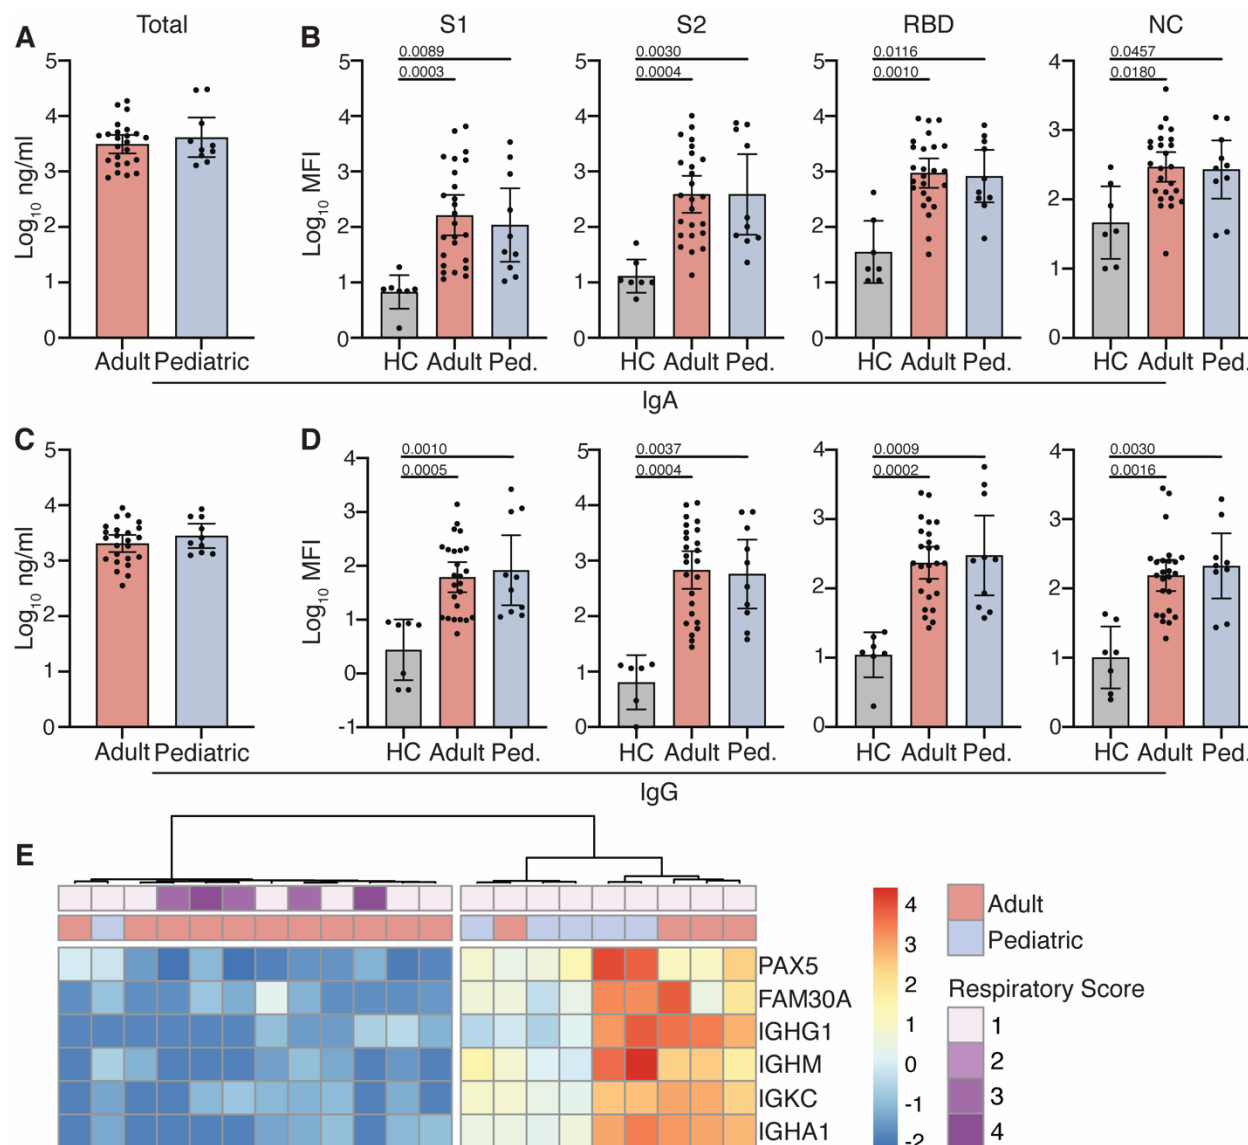 A
Total
B
S1
S2
RBD
NC
Log10 ng/ml
5
4
3
2
1
0
Adult Pediatric
Log10 MFI
5
4
3
2
1
0
0.0089
0.0003
HC Adult Ped.
5
4
3
2
1
0
0.0030
0.0004
HC Adult Ped.
5
4
3
2
1
0
0.0116
0.0010
HC Adult Ped.
4
3
2
1
0
0.0457
0.0180
HC Adult Ped.
IgA
C
D
Log10 ng/ml
5
4
3
2
1
0
Adult Pediatric
Log10 MFI
4
3
2
1
0
-1
0.0010
0.0005
HC Adult Ped.
5
4
3
2
1
0
0.0037
0.0004
HC Adult Ped.
4
3
2
1
0
0.0009
0.0002
HC Adult Ped.
4
3
2
1
0
0.0030
0.0016
HC Adult Ped.
IgG
E
PAX5
FAM30A
IGHG1
IGHM
IGKC
IGHA1
4
3
2
1
0
-1
-2
Adult
Pediatric
Respiratory Score
1
2
3
4